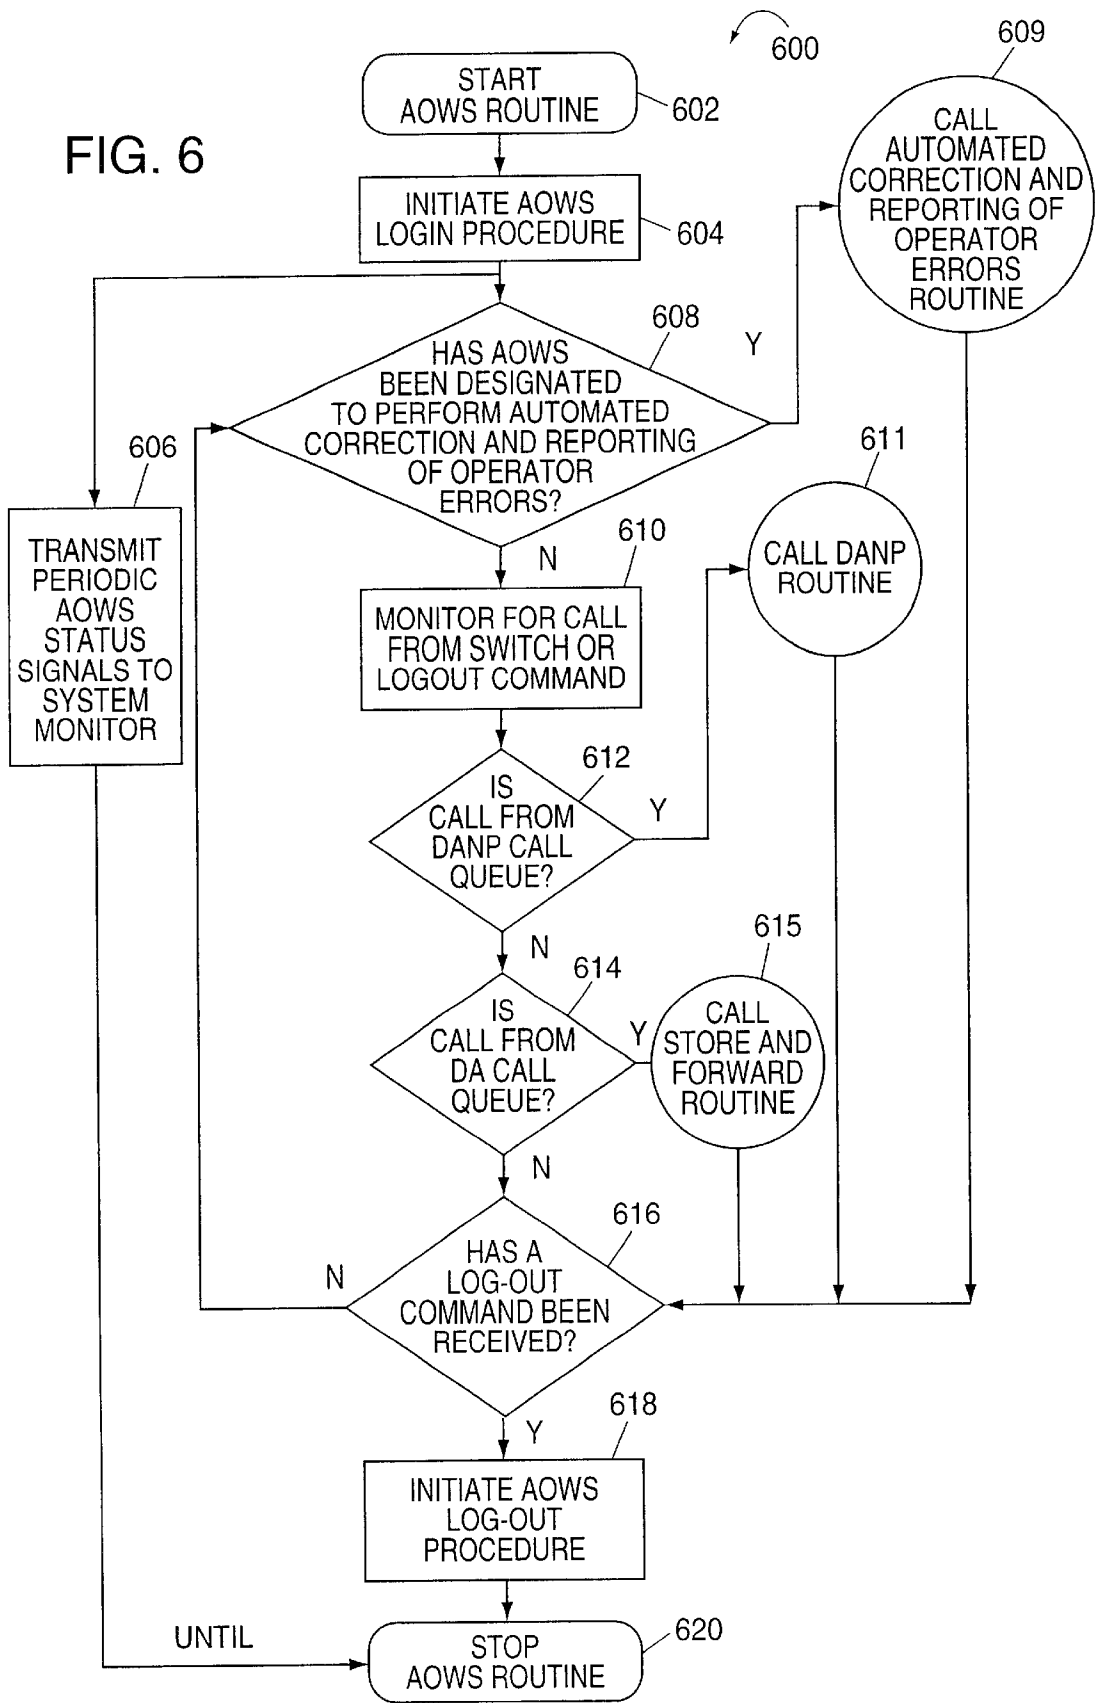 600
609
START
AOWS ROUTINE
602
FIG. 6
CALL
AUTOMATED
CORRECTION AND
REPORTING OF
OPERATOR
ERRORS
ROUTINE
INITIATE AOWS
LOGIN PROCEDURE
604
608
Y
HAS AOWS
BEEN DESIGNATED
TO PERFORM AUTOMATED
CORRECTION AND REPORTING
OF OPERATOR
ERRORS?
606
611
TRANSMIT
PERIODIC
AOWS
STATUS
SIGNALS TO
SYSTEM
MONITOR
N
610
CALL DANP
ROUTINE
MONITOR FOR CALL
FROM SWITCH OR
LOGOUT COMMAND
612
IS
CALL FROM
DANP CALL
QUEUE?
Y
N
614
615
IS
CALL FROM
DA CALL
QUEUE?
Y
CALL
STORE AND
FORWARD
ROUTINE
N
616
HAS A
LOG-OUT
COMMAND BEEN
RECEIVED?
N
Y
618
INITIATE AOWS
LOG-OUT
PROCEDURE
UNTIL
STOP
AOWS ROUTINE
620